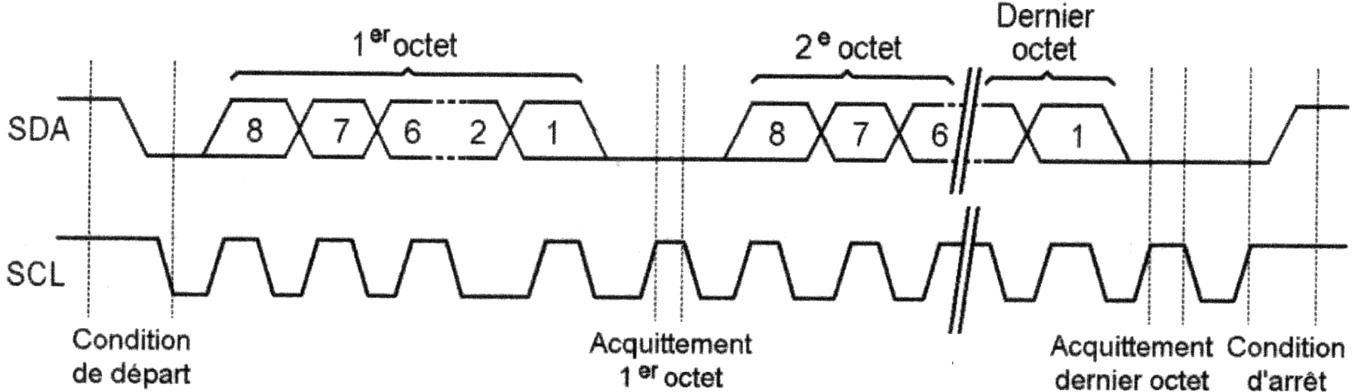 1er octet
2e octet
Dernier
octet
SDA
8 7 6 2 1
8 7 6 1
SCL
Condition
de départ
Acquittement
1er octet
Acquittement
dernier octet
Condition
d'arrêt